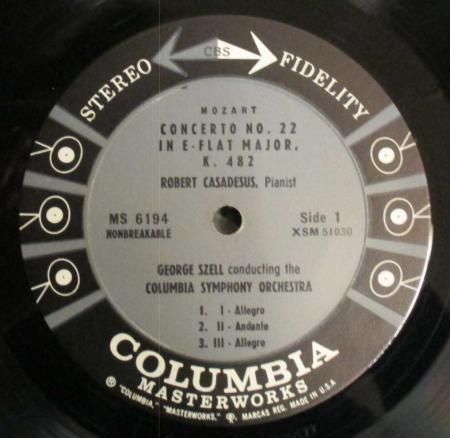 STEREO CBS FIDELITY
MOZART
CONCERTO NO. 22
IN E-FLAT MAJOR,
K. 482
ROBERT CASADESUS, Pianist
MS 6194 Side 1
NONBREAKABLE XSM 51030
GEORGE SZELL conducting the
COLUMBIA SYMPHONY ORCHESTRA
1. I - Allegro
2. II - Andante
3. III - Allegro
COLUMBIA
MASTERWORKS
® "COLUMBIA," "MASTERWORKS," ℗. MARCAS REG. MADE IN U.S.A